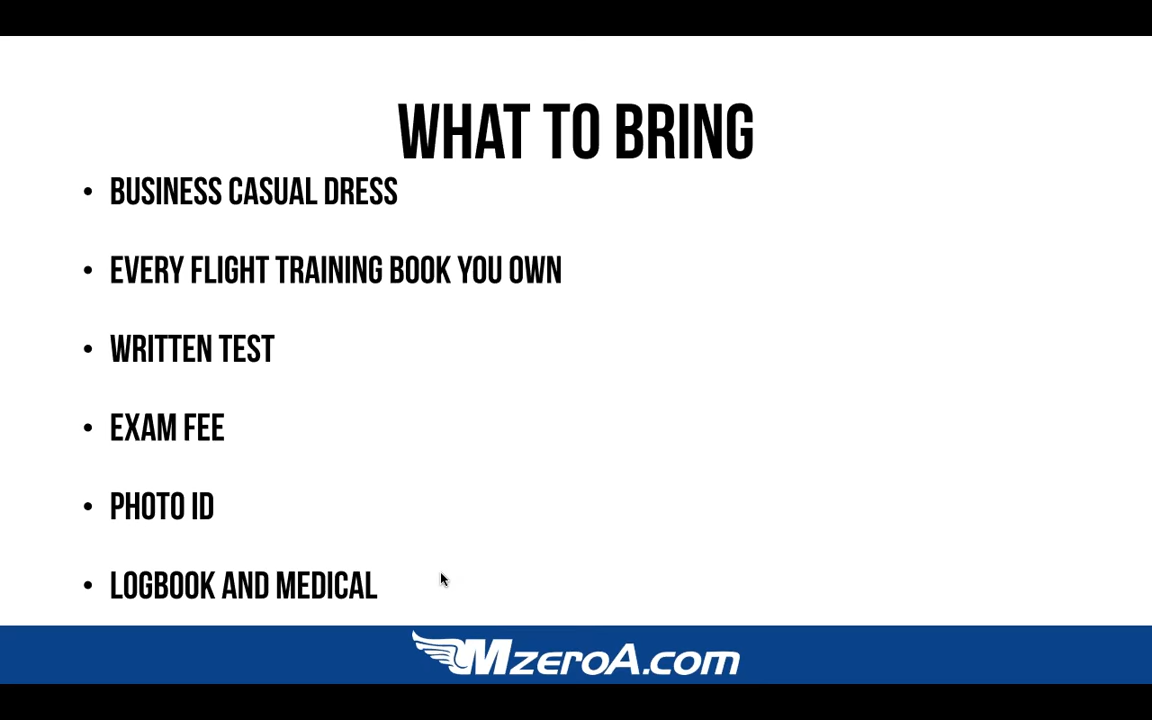 WHAT TO BRING
• BUSINESS CASUAL DRESS
• EVERY FLIGHT TRAINING BOOK YOU OWN
• WRITTEN TEST
• EXAM FEE
• PHOTO ID
• LOGBOOK AND MEDICAL
MzeroA.com